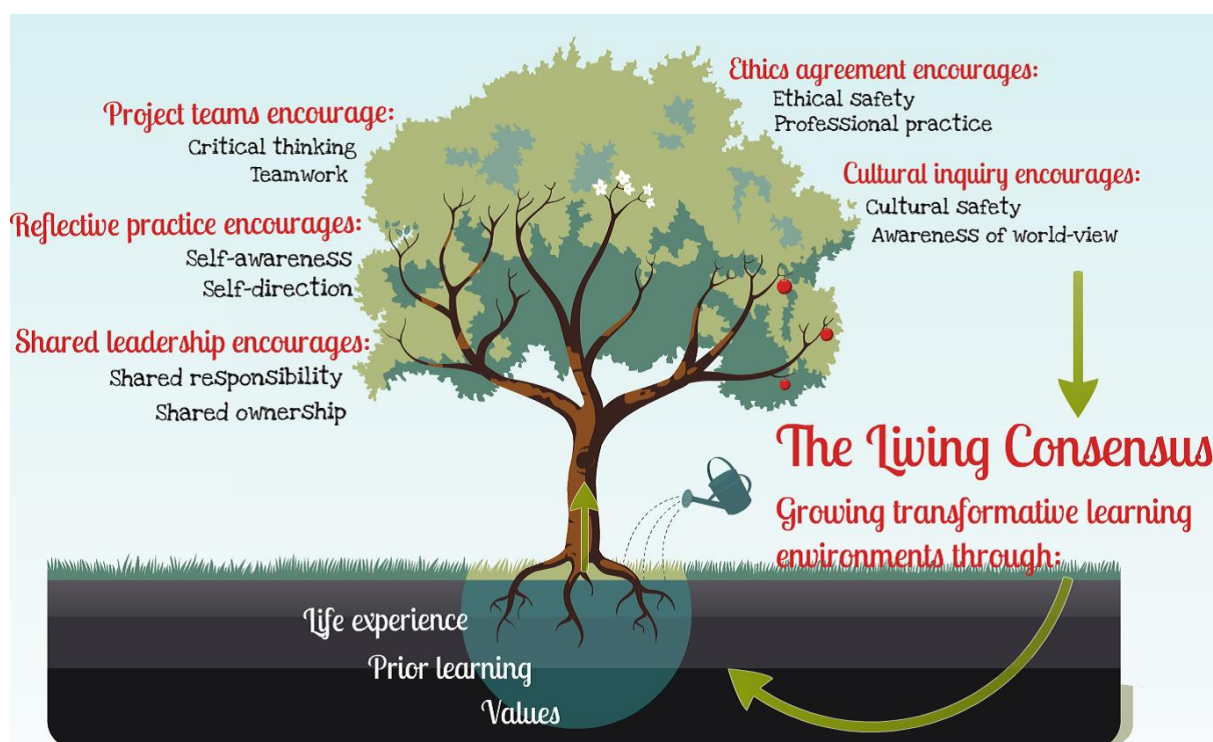 Project teams encourage:
Critical thinking
Teamwork
Reflective practice encourages:
Self-awareness
Self-direction
Shared leadership encourages:
Shared responsibility
Shared ownership
Ethics agreement encourages:
Ethical safety
Professional practice
Cultural inquiry encourages:
Cultural safety
Awareness of world-view
The Living Consensus
Growing transformative learning
environments through:
Life experience
Prior learning
Values